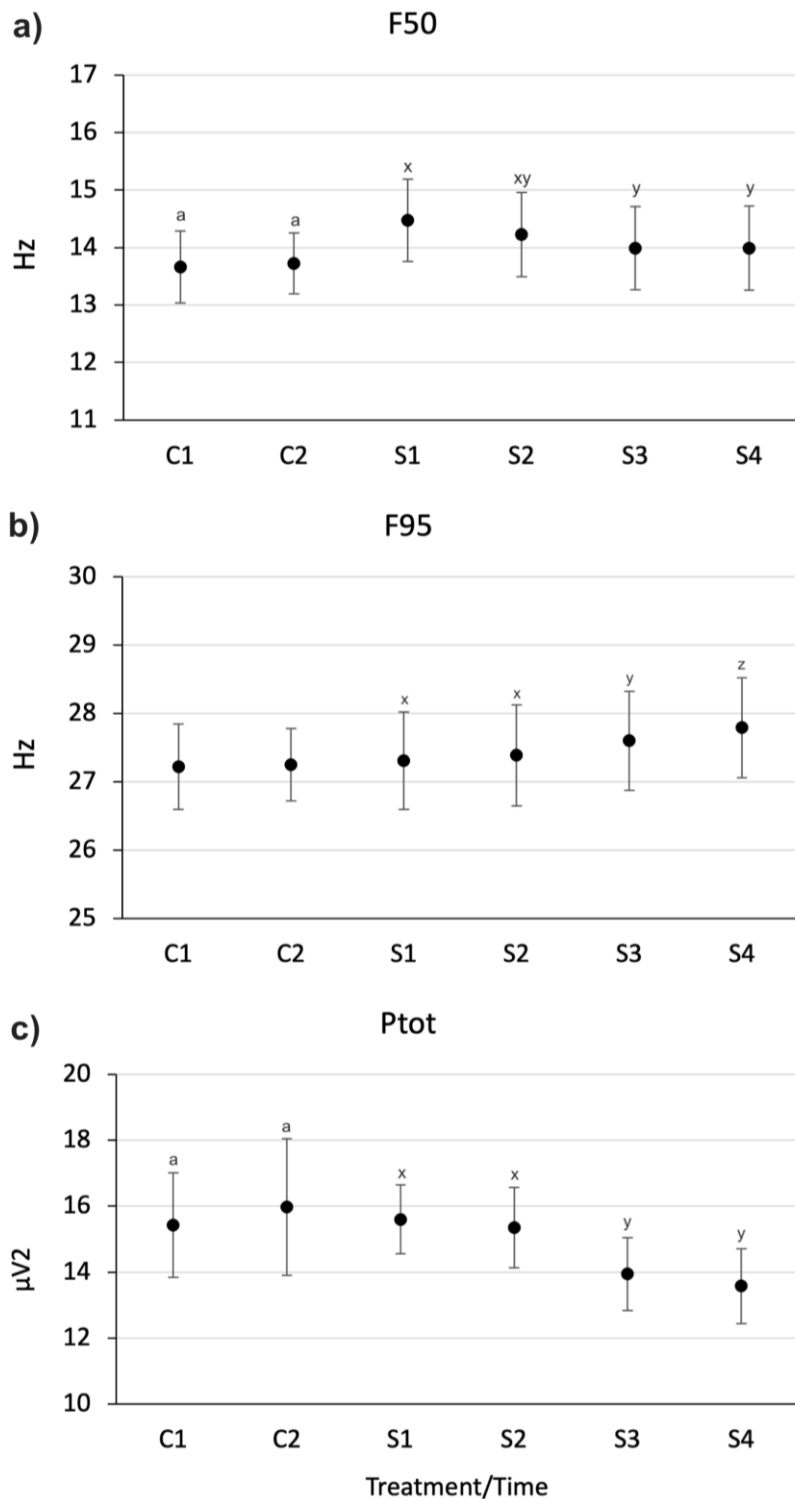 a)
F50
17
16
15
14
13
12
11
Hz
a
a
x
xy
y
y
C1 C2 S1 S2 S3 S4
b)
F95
30
29
28
27
26
25
Hz
x
x
y
z
C1 C2 S1 S2 S3 S4
c)
Ptot
20
18
16
14
12
10
µV2
a
a
x
x
y
y
C1 C2 S1 S2 S3 S4
Treatment/Time